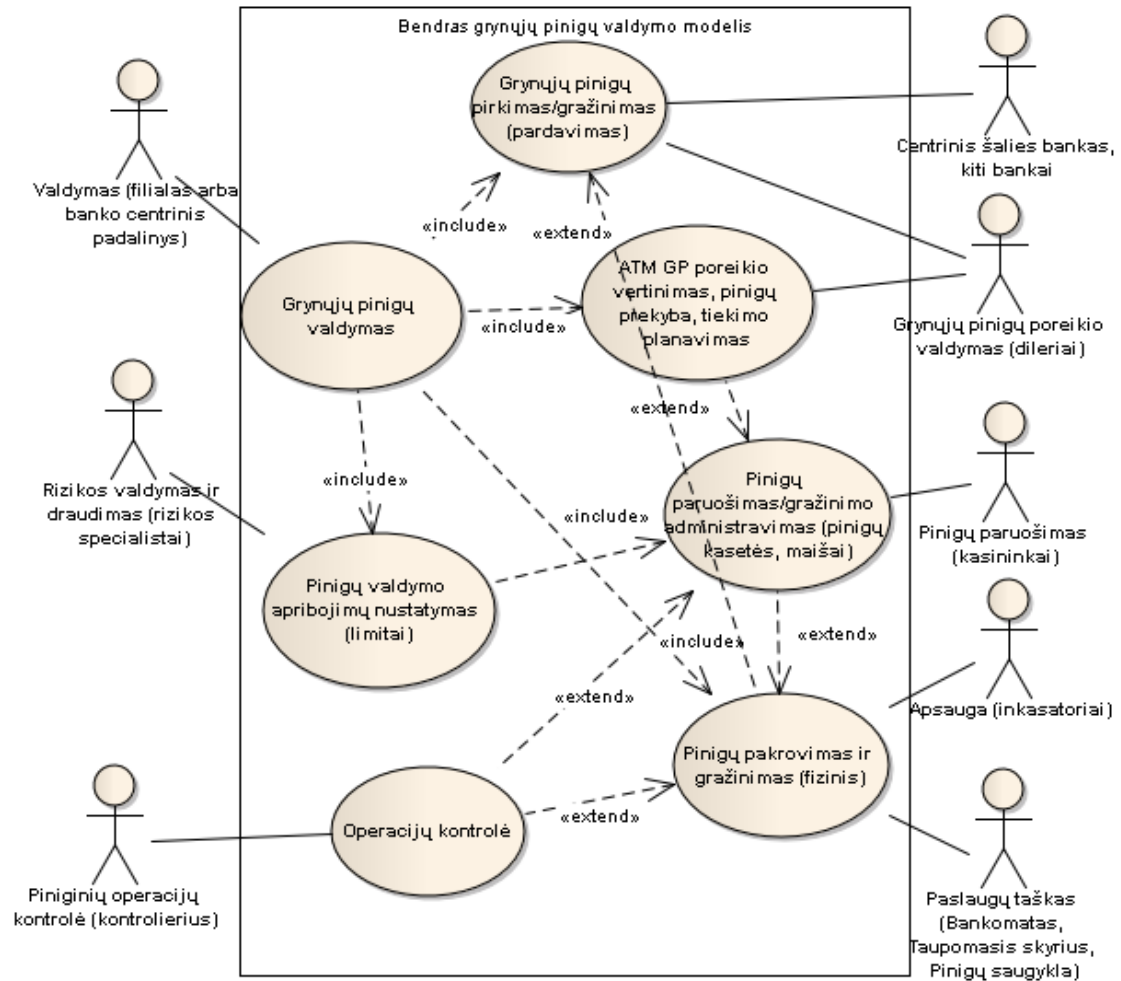 Bendras grynųjų pinigų valdymo modelis
Grynųjų pinigų
pirkimas/gražinimas
(pardavimas)
Centrinis šalies bankas,
kiti bankai
Valdymas (filialas arba
banko centrinis
padalinys)
«include»
«extend»
Grynųjų pinigų
valdymas
«include»
ATM GP poreikio
vertinimas, pinigų
prekyba, tiekimo
planavimas
Grynųjų pinigų poreikio
valdymas (dileriai)
«extend»
Rizikos valdymas ir
draudimas (rizikos
specialistai)
«include»
«include»
Pinigų
paruošimas/gražinimo
administravimas (pinigų
kasetės, maišai)
Pinigų paruošimas
(kasininkai)
Pinigų valdymo
apribojimų nustatymas
(limitai)
«include»
«extend»
«extend»
Apsauga (inkasatoriai)
Pinigų pakrovimas ir
gražinimas (fizinis)
Operacijų kontrolė
«extend»
Piniginių operacijų
kontrolė (kontrolierius)
Paslaugų taškas
(Bankomatas,
Taupomasis skyrius,
Pinigų saugykla)